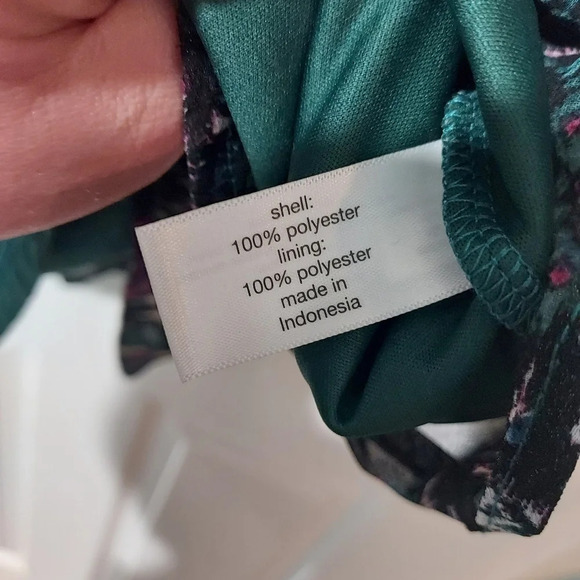 shell:
100% polyester
lining:
100% polyester
made in
Indonesia